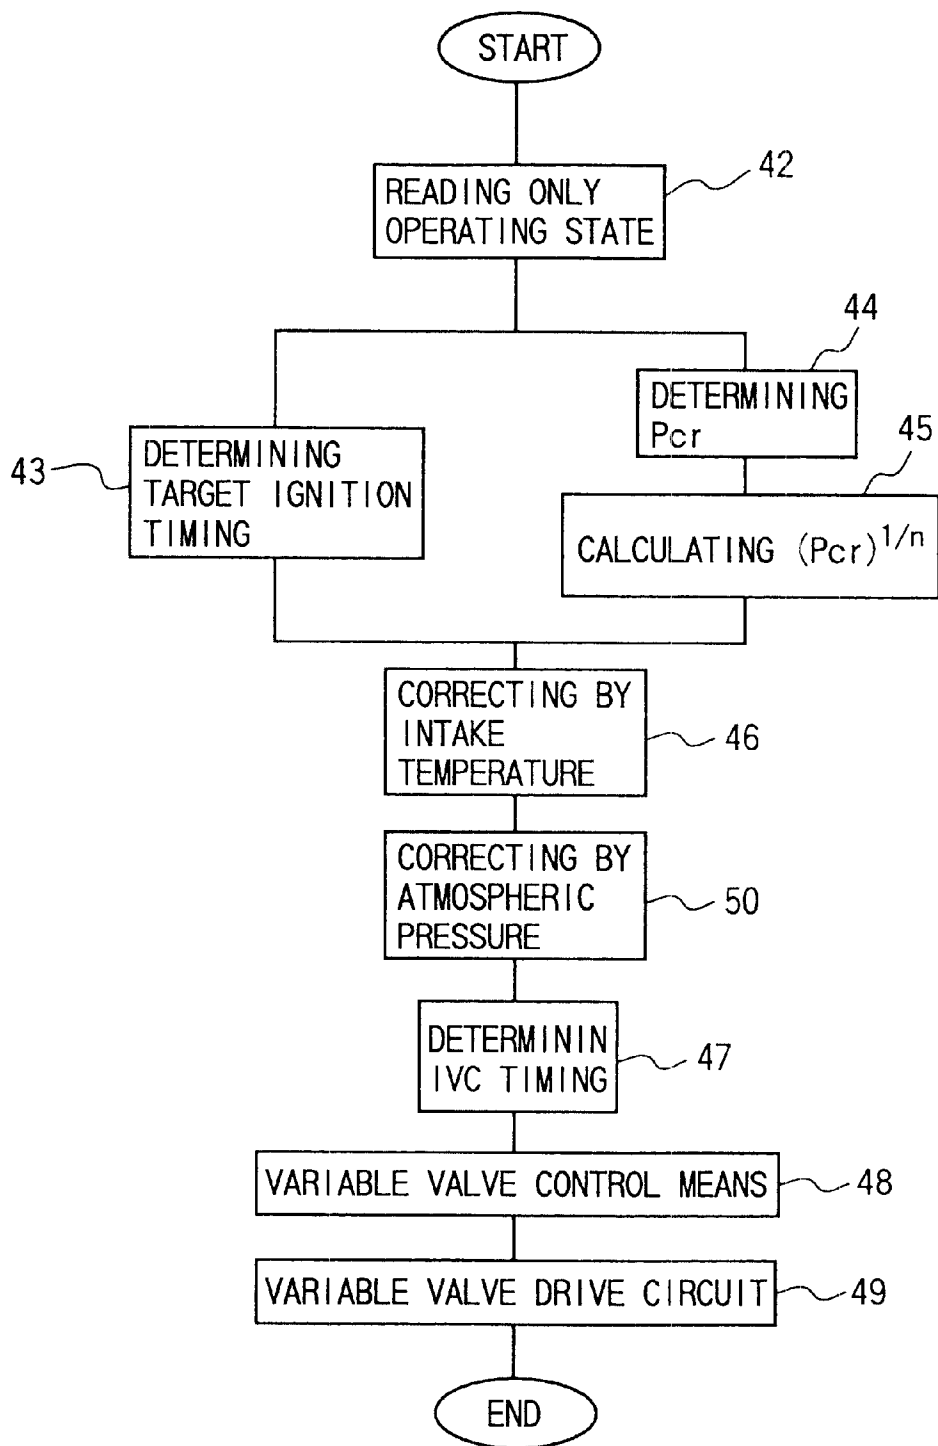 START
42
READING ONLY
OPERATING STATE
44
DETERMINING
Pcr
43
DETERMINING
TARGET IGNITION
TIMING
45
CALCULATING (Pcr)^1/n
CORRECTING BY
INTAKE
TEMPERATURE
46
CORRECTING BY
ATMOSPHERIC
PRESSURE
50
DETERMININ
IVC TIMING
47
VARIABLE VALVE CONTROL MEANS
48
VARIABLE VALVE DRIVE CIRCUIT
49
END